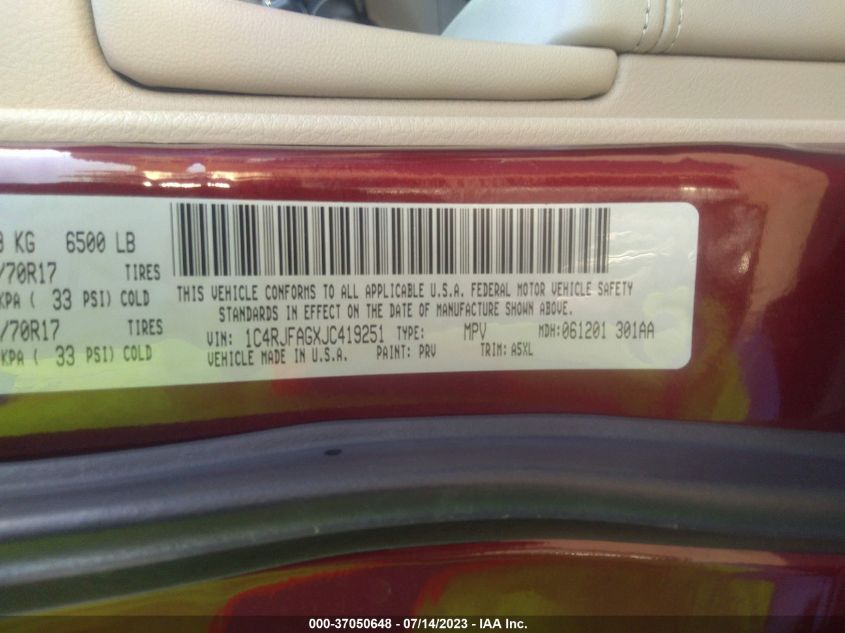 KG 6500 LB
/70R17 TIRES
KPA ( 33 PSI) COLD
/70R17 TIRES
KPA ( 33 PSI) COLD
THIS VEHICLE CONFORMS TO ALL APPLICABLE U.S.A. FEDERAL MOTOR VEHICLE SAFETY
STANDARDS IN EFFECT ON THE DATE OF MANUFACTURE SHOWN ABOVE.
VIN: 1C4RJFAGXJC419251 TYPE: MPV MDH:061201 301AA
VEHICLE MADE IN U.S.A. PAINT: PRV TRIM: A5XL
000-37050648 - 07/14/2023 - IAA Inc.